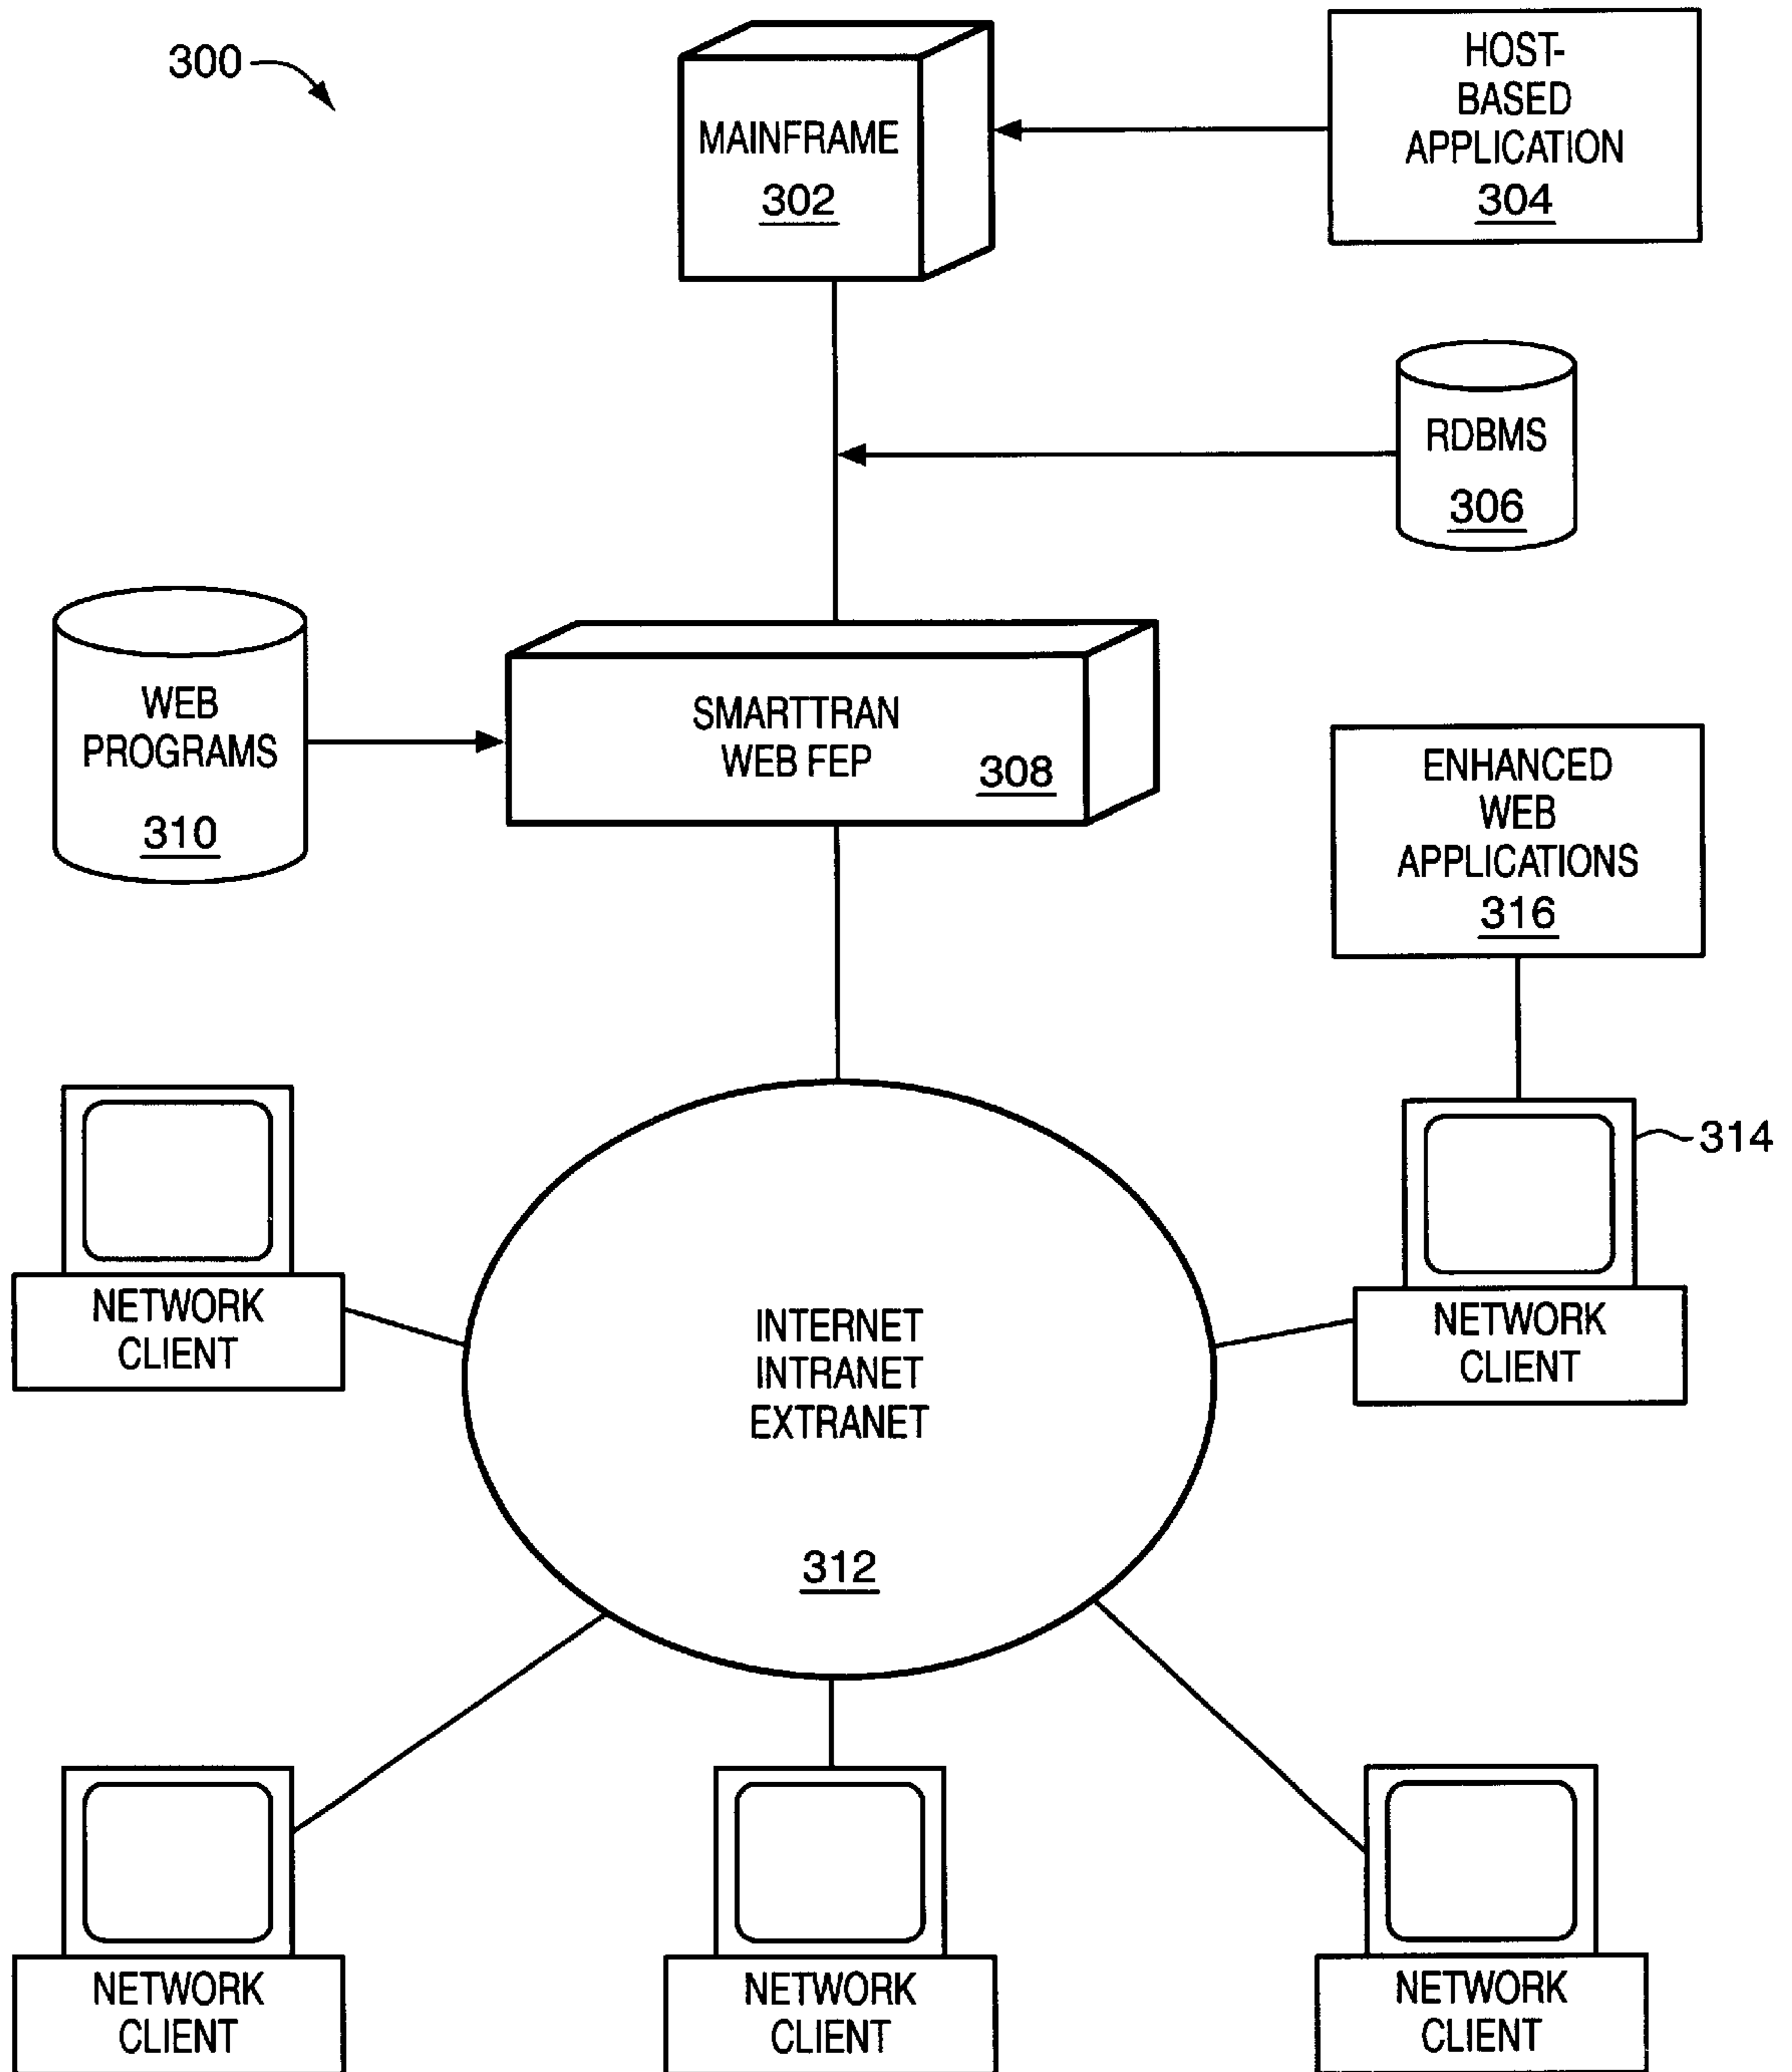 300
MAINFRAME
302
HOST-
BASED
APPLICATION
304
RDBMS
306
WEB
PROGRAMS
310
SMARTTRAN
WEB FEP
308
ENHANCED
WEB
APPLICATIONS
316
314
NETWORK
CLIENT
INTERNET
INTRANET
EXTRANET
312
NETWORK
CLIENT
NETWORK
CLIENT
NETWORK
CLIENT
NETWORK
CLIENT